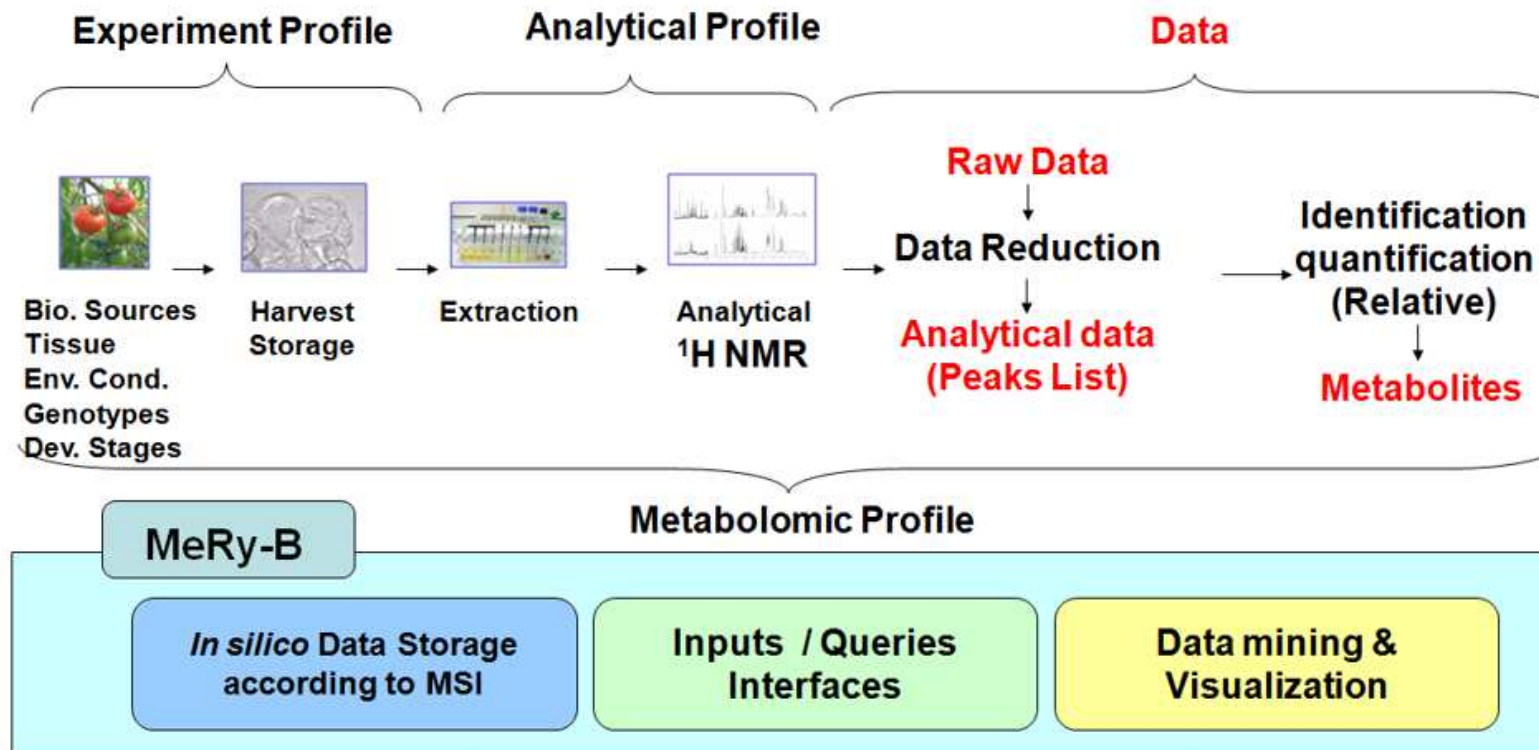 Experiment Profile
Analytical Profile
Data
Bio. Sources
Tissue
Env. Cond.
Genotypes
Dev. Stages
Harvest
Storage
Extraction
Analytical
¹H NMR
Raw Data
Data Reduction
Analytical data
(Peaks List)
Identification
quantification
(Relative)
Metabolites
Metabolomic Profile
MeRy-B
In silico Data Storage
according to MSI
Inputs / Queries
Interfaces
Data mining &
Visualization